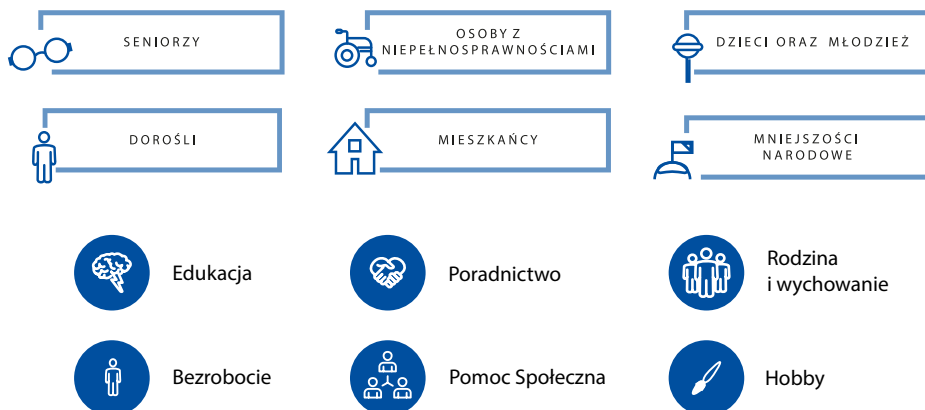 SENIORZY
OSOBY Z
NIEPEŁNOSPRAWNOŚCIAMI
DZIECI ORAZ MŁODZIEŻ
DOROŚLI
MIESZKAŃCY
MNIEJSZOŚCI
NARODOWE
Edukacja
Poradnictwo
Rodzina
i wychowanie
Bezrobocie
Pomoc Społeczna
Hobby